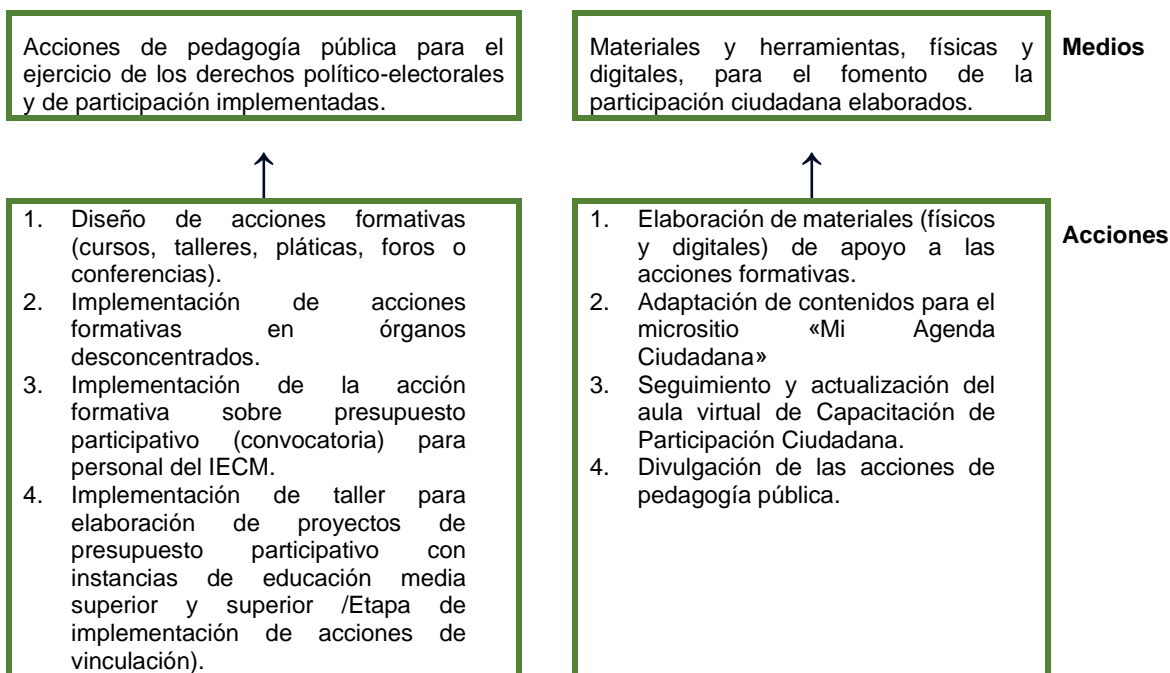 Acciones de pedagogía pública para el
ejercicio de los derechos político-electorales
y de participación implementadas.
Materiales y herramientas, físicas y
digitales, para el fomento de la
participación ciudadana elaborados.
Medios
1. Diseño de acciones formativas
(cursos, talleres, pláticas, foros o
conferencias).
2. Implementación de acciones
formativas en órganos
desconcentrados.
3. Implementación de la acción
formativa sobre presupuesto
participativo (convocatoria) para
personal del IECM.
4. Implementación de taller para
elaboración de proyectos de
presupuesto participativo con
instancias de educación media
superior y superior /Etapa de
implementación de acciones de
vinculación).
1. Elaboración de materiales (físicos
y digitales) de apoyo a las
acciones formativas.
2. Adaptación de contenidos para el
micrositio «Mi Agenda
Ciudadana»
3. Seguimiento y actualización del
aula virtual de Capacitación de
Participación Ciudadana.
4. Divulgación de las acciones de
pedagogía pública.
Acciones